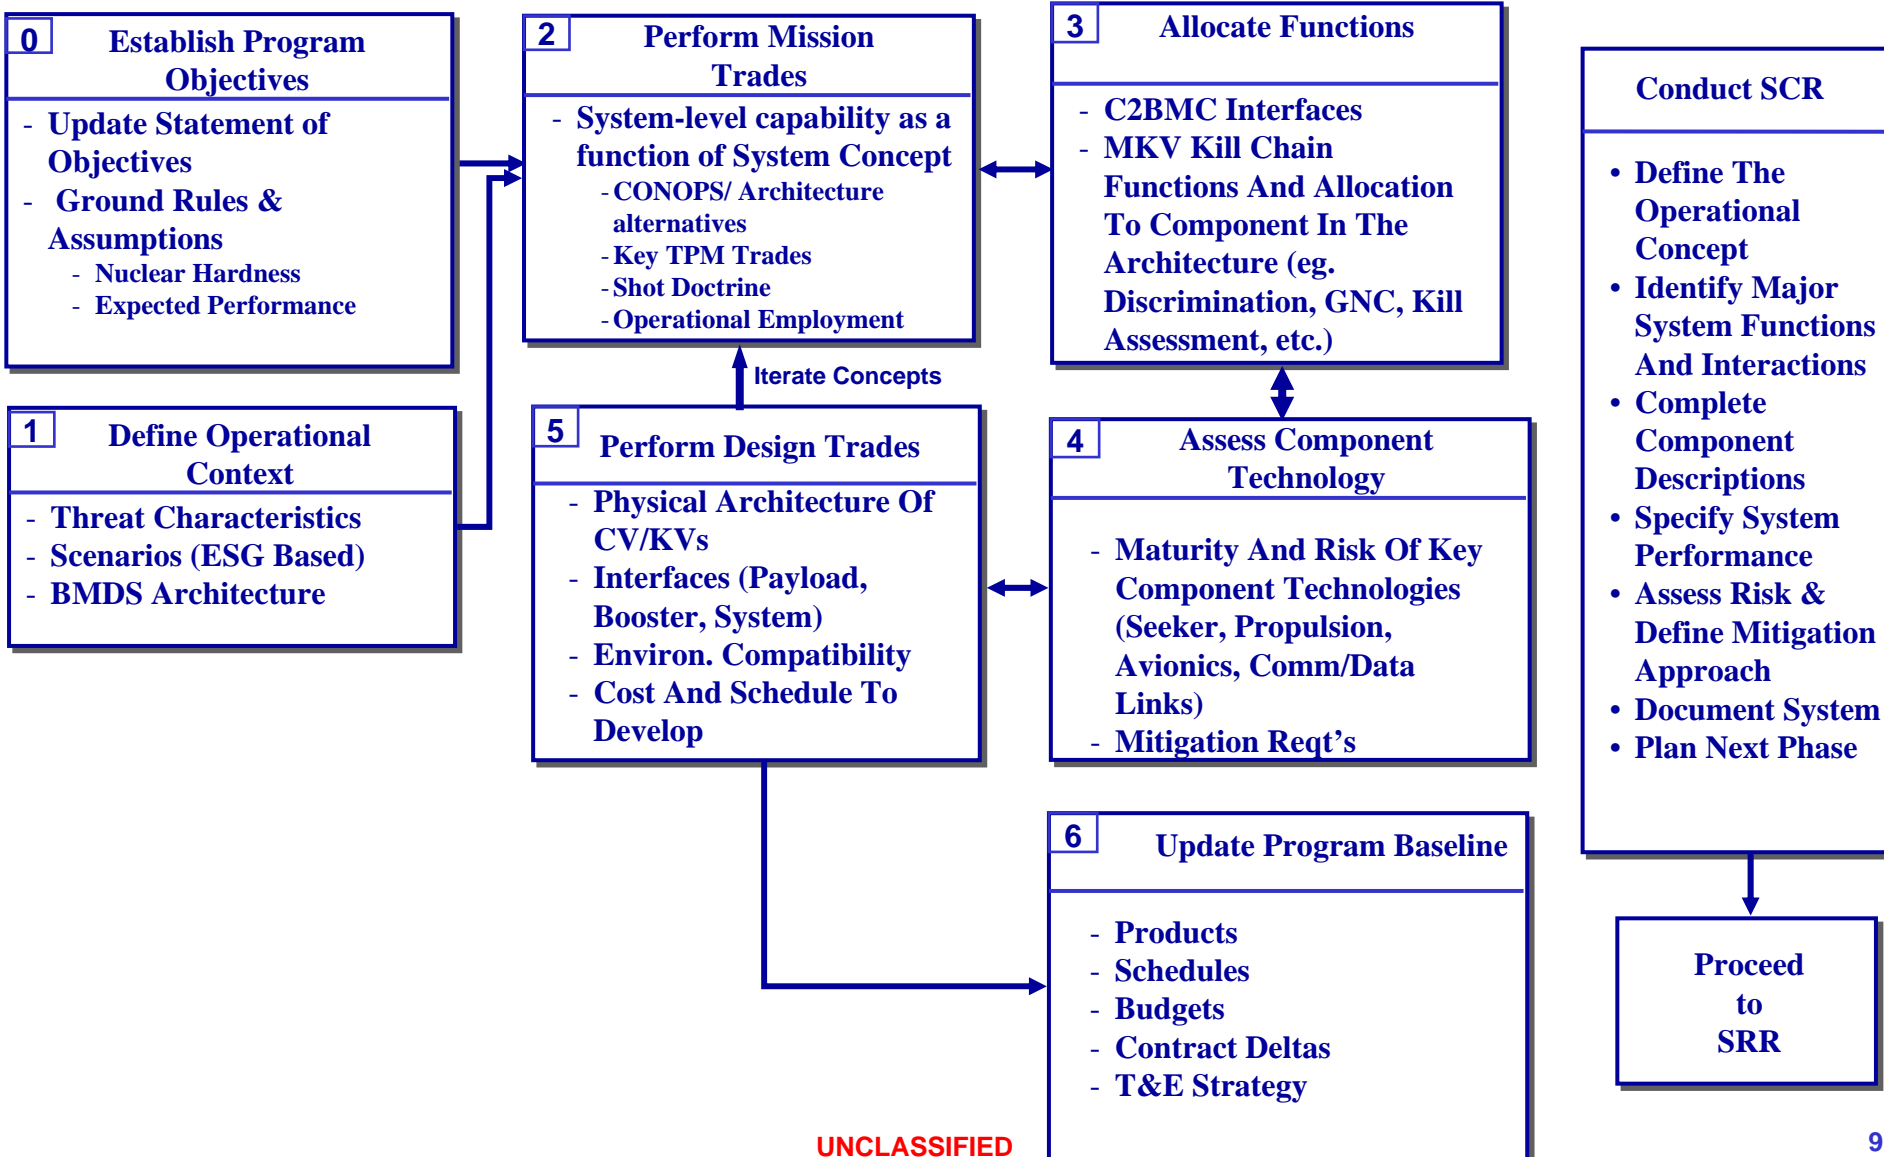 0
Establish Program
Objectives
- Update Statement of
Objectives
- Ground Rules &
Assumptions
- Nuclear Hardness
- Expected Performance
1
Define Operational
Context
- Threat Characteristics
- Scenarios (ESG Based)
- BMDS Architecture
2
Perform Mission
Trades
- System-level capability as a
function of System Concept
- CONOPS/ Architecture
alternatives
- Key TPM Trades
- Shot Doctrine
- Operational Employment
Iterate Concepts
3
Allocate Functions
- C2BMC Interfaces
- MKV Kill Chain
Functions And Allocation
To Component In The
Architecture (eg.
Discrimination, GNC, Kill
Assessment, etc.)
4
Assess Component
Technology
- Maturity And Risk Of Key
Component Technologies
(Seeker, Propulsion,
Avionics, Comm/Data
Links)
- Mitigation Reqt's
5
Perform Design Trades
- Physical Architecture Of
CV/KVs
- Interfaces (Payload,
Booster, System)
- Environ. Compatibility
- Cost And Schedule To
Develop
6
Update Program Baseline
- Products
- Schedules
- Budgets
- Contract Deltas
- T&E Strategy
Conduct SCR
• Define The
Operational
Concept
• Identify Major
System Functions
And Interactions
• Complete
Component
Descriptions
• Specify System
Performance
• Assess Risk &
Define Mitigation
Approach
• Document System
• Plan Next Phase
Proceed
to
SRR
UNCLASSIFIED
9